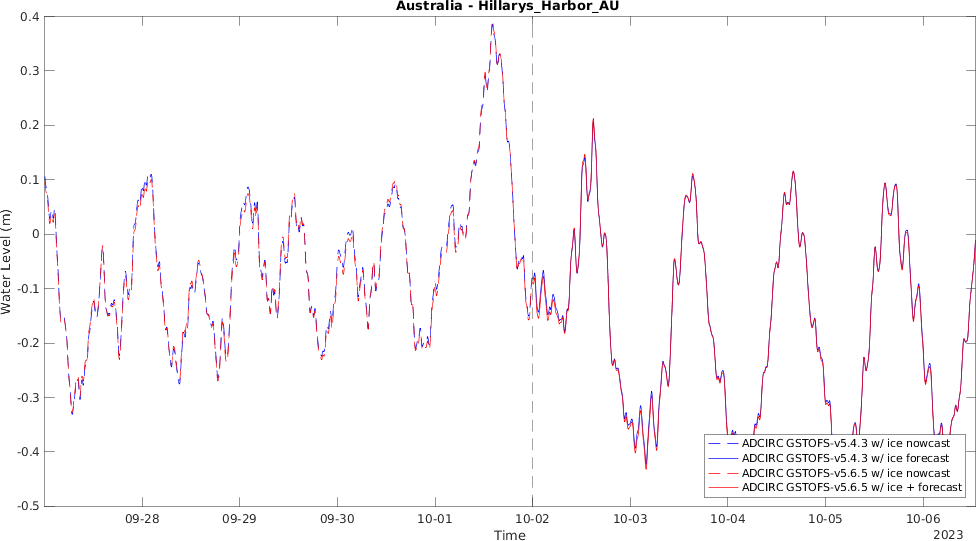 Australia - Hillarys_Harbor_AU
0.4
0.3
0.2
0.1
0
-0.1
-0.2
-0.3
-0.4
-0.5
Water Level (m)
ADCIRC GSTOFS-v5.4.3 w/ ice nowcast
ADCIRC GSTOFS-v5.4.3 w/ ice forecast
ADCIRC GSTOFS-v5.6.5 w/ ice nowcast
ADCIRC GSTOFS-v5.6.5 w/ ice + forecast
09-28 09-29 09-30 10-01 10-02 10-03 10-04 10-05 10-06
Time
2023